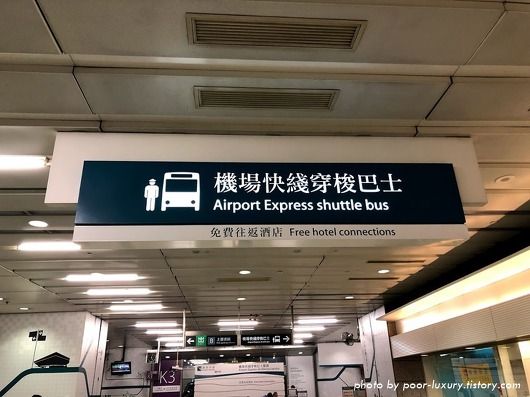 機場快綫穿梭巴士
Airport Express shuttle bus
免費往返酒店 Free hotel connections
K3
photo by poor-luxury.tistory.com